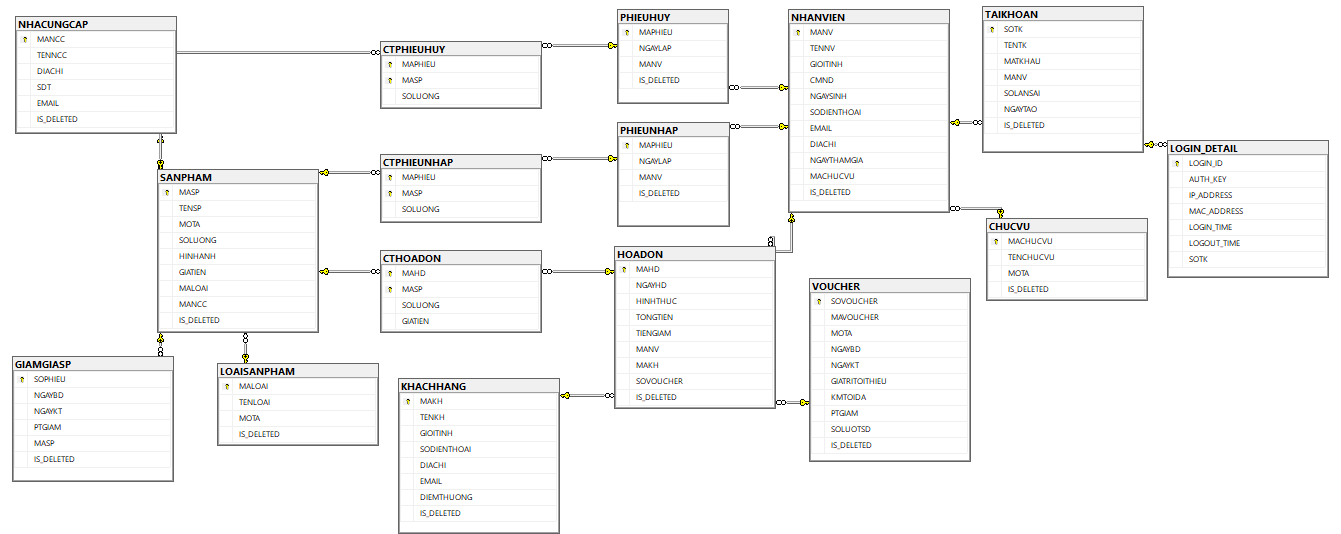 NHACUNGCAP
MANCC
TENNCC
DIACHI
SDT
EMAIL
IS_DELETED
CTPHIEUHUY
MAPHIEU
MASP
SOLUONG
PHIEUHUY
MAPHIEU
NGAYLAP
MANV
IS_DELETED
NHANVIEN
MANV
TENNV
GIOITINH
CMND
NGAYSINH
SODIENTHOAI
EMAIL
DIACHI
NGAYTHAMGIA
MACHUCVU
IS_DELETED
TAIKHOAN
SOTK
TENTK
MATKHAU
MANV
SOLANSAI
NGAYTAO
IS_DELETED
LOGIN_DETAIL
LOGIN_ID
AUTH_KEY
IP_ADDRESS
MAC_ADDRESS
LOGIN_TIME
LOGOUT_TIME
SOTK
SANPHAM
MASP
TENSP
MOTA
SOLUONG
HINHANH
GIATIEN
MALOAI
MANCC
IS_DELETED
CTPHIEUNHAP
MAPHIEU
MASP
SOLUONG
PHIEUNHAP
MAPHIEU
NGAYLAP
MANV
IS_DELETED
CHUCVU
MACHUCVU
TENCHUCVU
MOTA
IS_DELETED
CTHOADON
MAHD
MASP
SOLUONG
GIATIEN
HOADON
MAHD
NGAYHD
HINHTHUC
TONGTIEN
TIENGIAM
MANV
MAKH
SOVOUCHER
IS_DELETED
VOUCHER
SOVOUCHER
MAVOUCHER
MOTA
NGAYBD
NGAYKT
GIATRITOITHIEU
KMTOIDA
PTGIAM
SOLUOTSD
IS_DELETED
GIAMGIASP
SOPHIEU
NGAYBD
NGAYKT
PTGIAM
MASP
IS_DELETED
LOAISANPHAM
MALOAI
TENLOAI
MOTA
IS_DELETED
KHACHHANG
MAKH
TENKH
GIOITINH
SODIENTHOAI
DIACHI
EMAIL
DIEMTHUONG
IS_DELETED